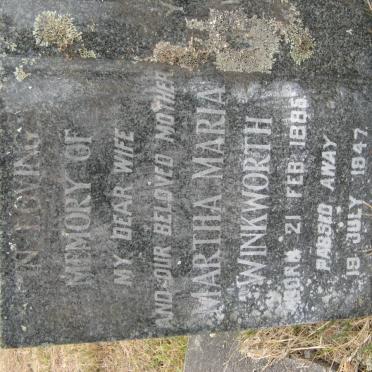 IN LOVING
MEMORY OF
MY DEAR WIFE
AND OUR BELOVED MOTHER
MARTHA MARIA
WINKWORTH
BORN 21 FEB 1885
PASSED AWAY
18 JULY 1947